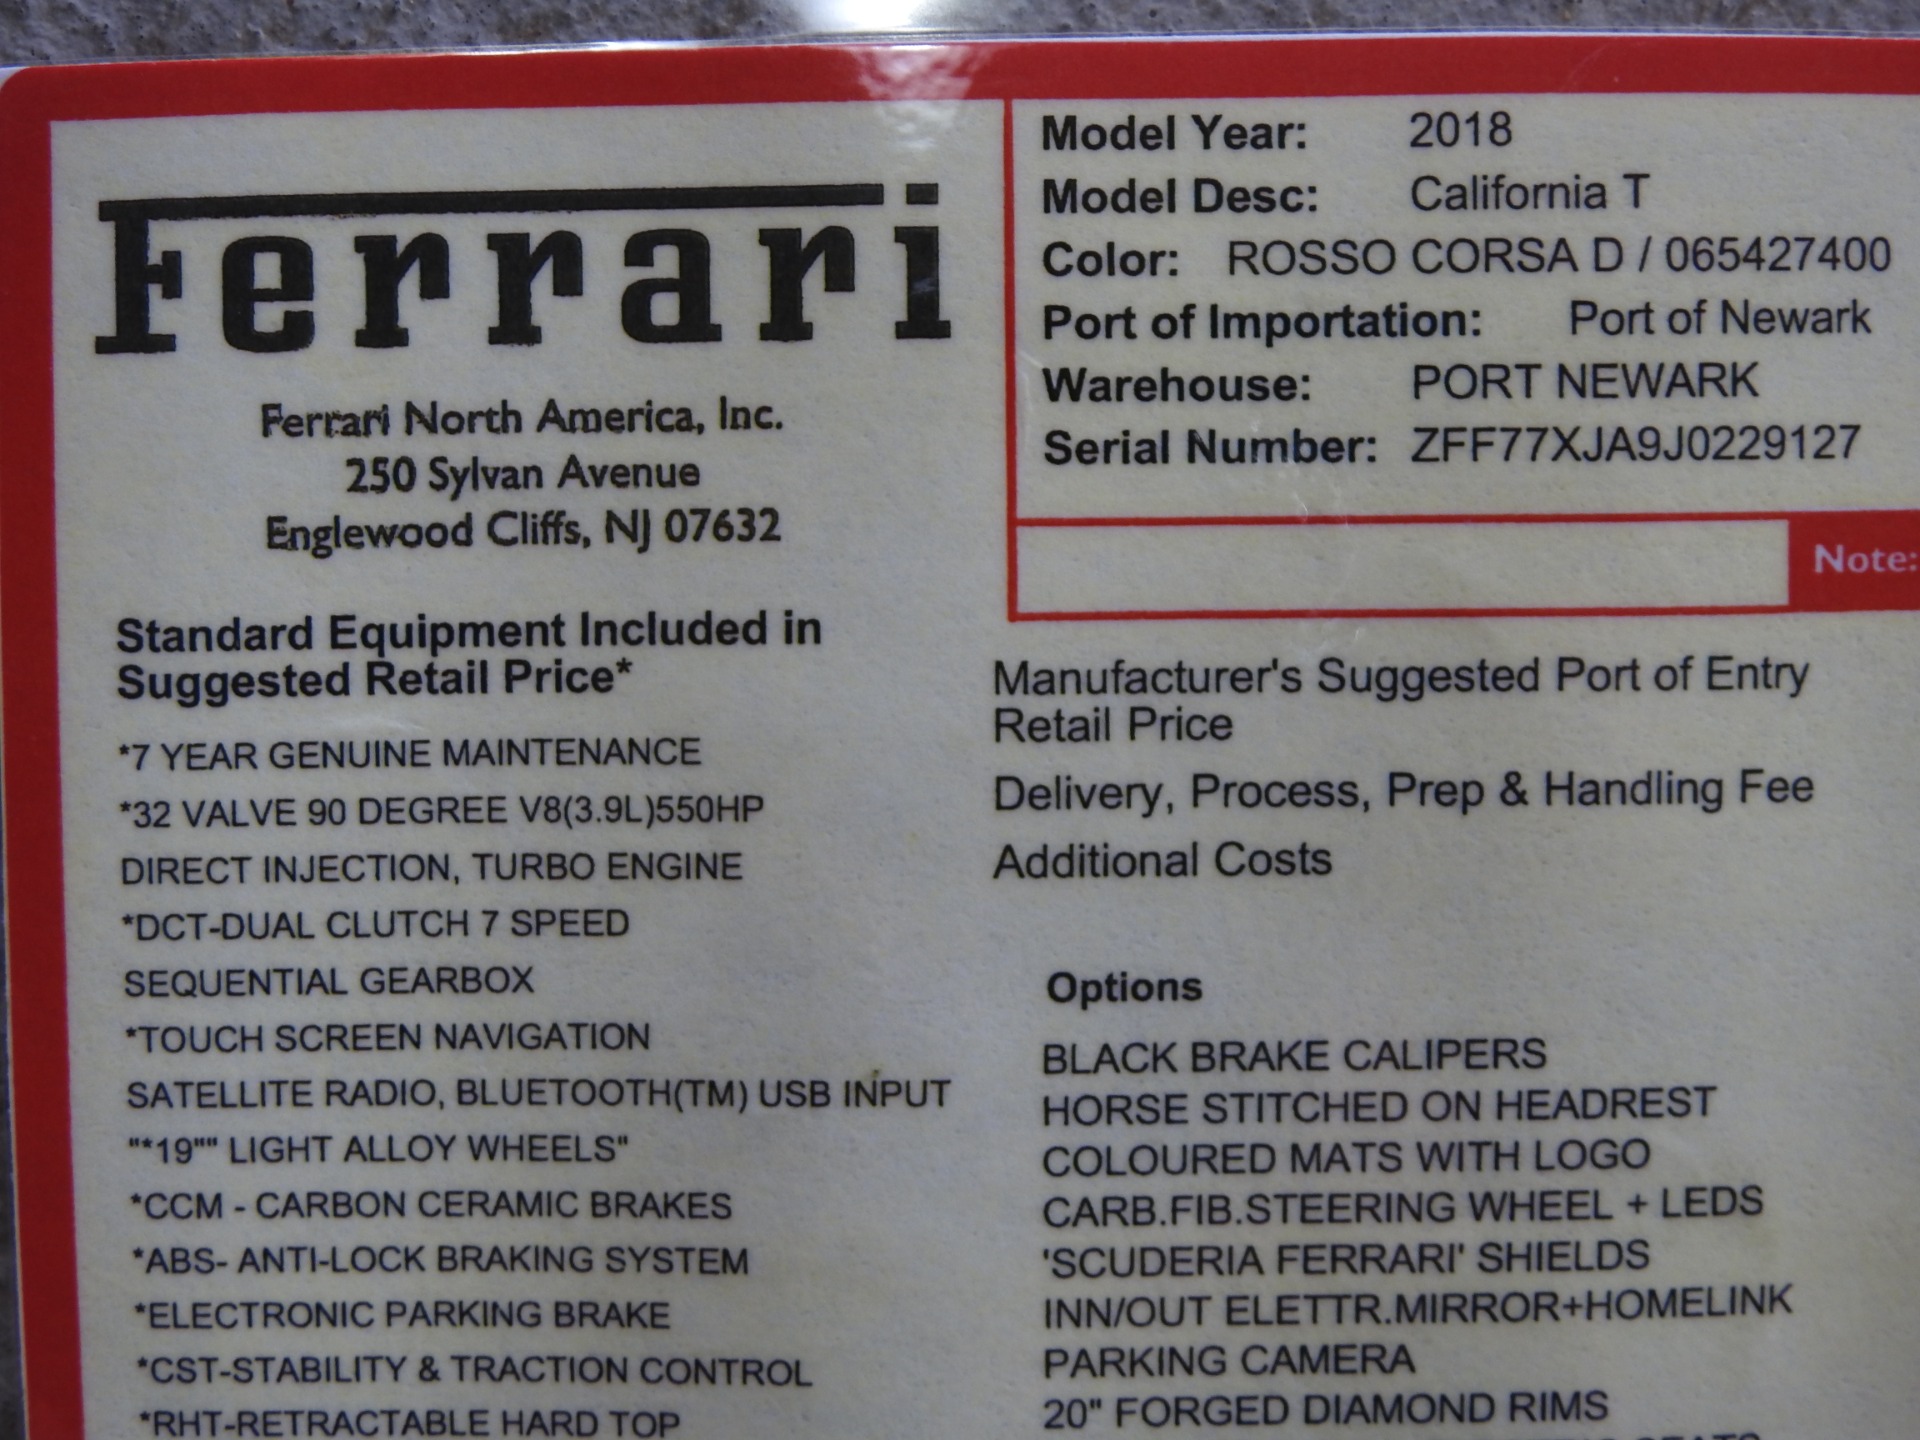 Ferrari
Ferrari North America, Inc.
250 Sylvan Avenue
Englewood Cliffs, NJ 07632
Standard Equipment Included in
Suggested Retail Price*
*7 YEAR GENUINE MAINTENANCE
*32 VALVE 90 DEGREE V8(3.9L)550HP
DIRECT INJECTION, TURBO ENGINE
*DCT-DUAL CLUTCH 7 SPEED
SEQUENTIAL GEARBOX
*TOUCH SCREEN NAVIGATION
SATELLITE RADIO, BLUETOOTH(TM) USB INPUT
"*19"" LIGHT ALLOY WHEELS"
*CCM - CARBON CERAMIC BRAKES
*ABS- ANTI-LOCK BRAKING SYSTEM
*ELECTRONIC PARKING BRAKE
*CST-STABILITY & TRACTION CONTROL
*RHT-RETRACTABLE HARD TOP
Model Year: 2018
Model Desc: California T
Color: ROSSO CORSA D / 065427400
Port of Importation: Port of Newark
Warehouse: PORT NEWARK
Serial Number: ZFF77XJA9J0229127
Note:
Manufacturer's Suggested Port of Entry
Retail Price
Delivery, Process, Prep & Handling Fee
Additional Costs
Options
BLACK BRAKE CALIPERS
HORSE STITCHED ON HEADREST
COLOURED MATS WITH LOGO
CARB.FIB.STEERING WHEEL + LEDS
'SCUDERIA FERRARI' SHIELDS
INN/OUT ELETTR.MIRROR+HOMELINK
PARKING CAMERA
20" FORGED DIAMOND RIMS